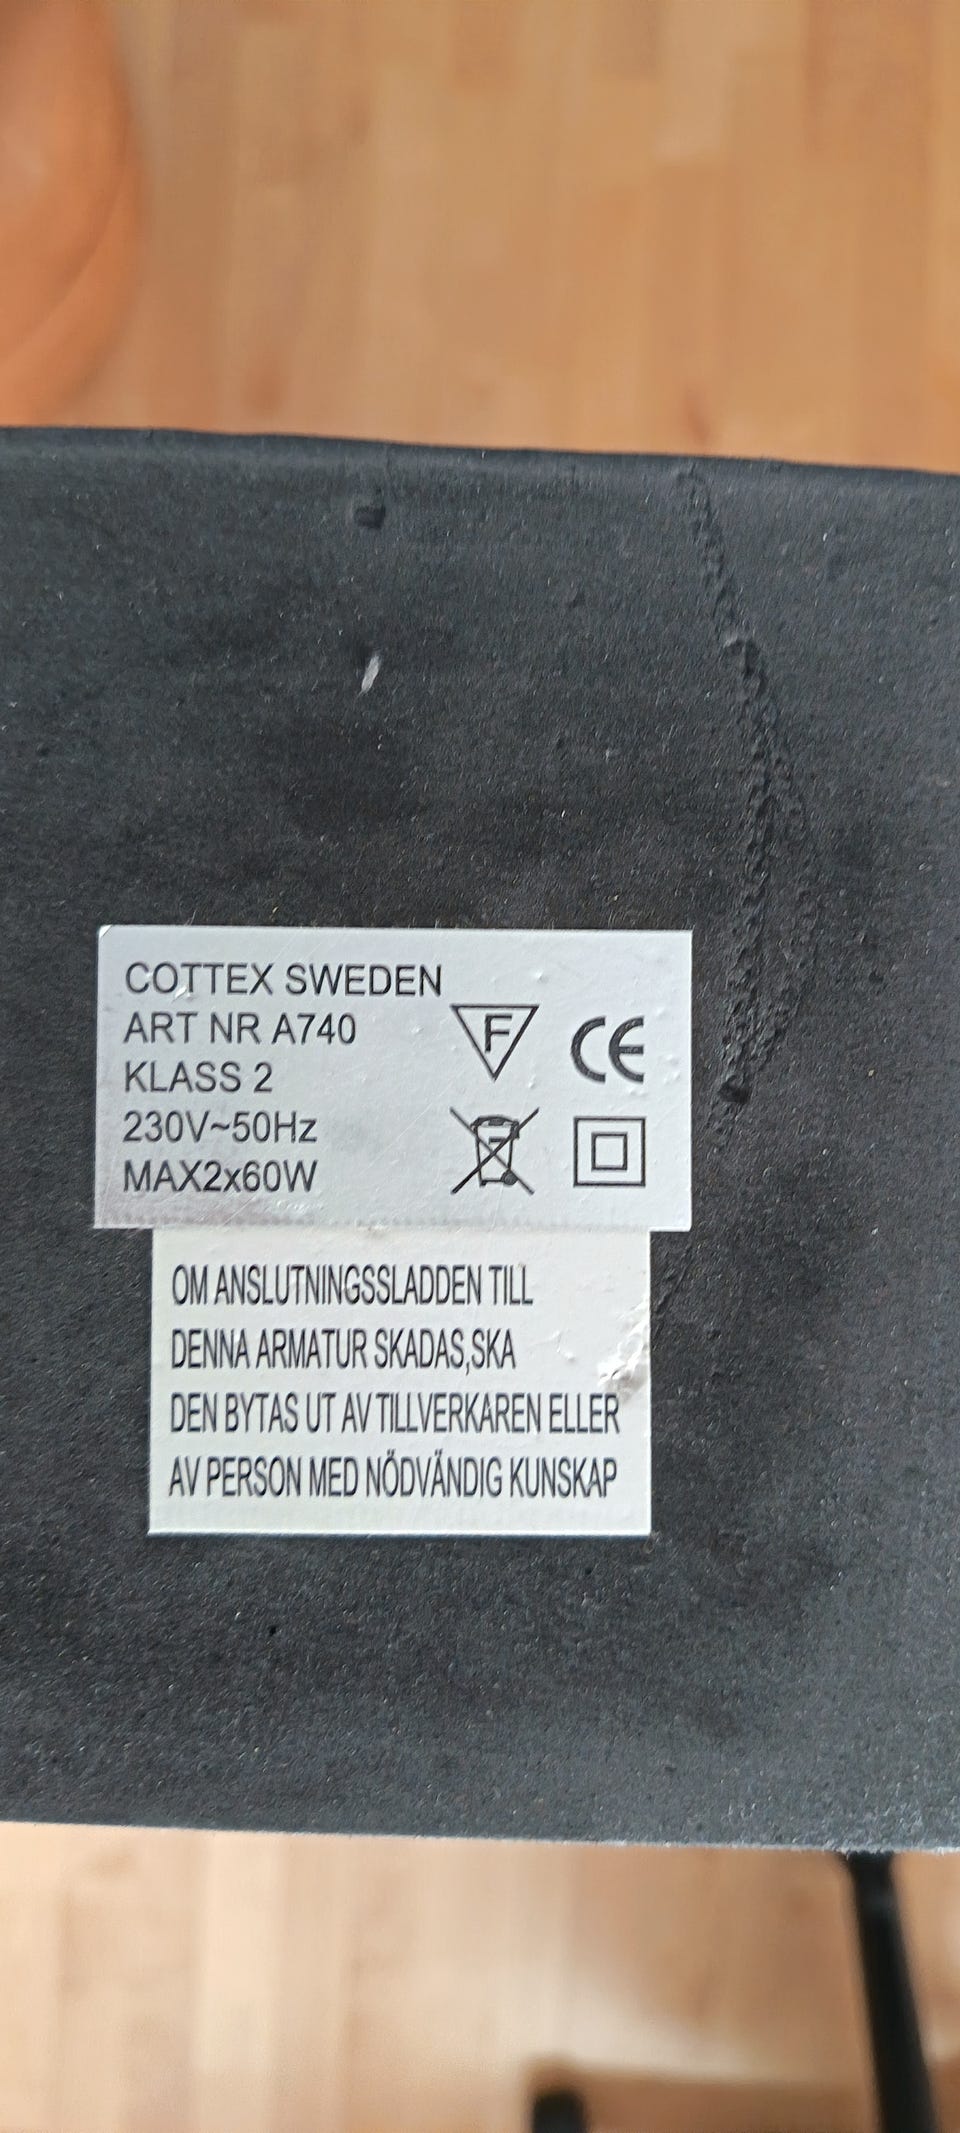 COTTEX SWEDEN
ART NR A740
KLASS 2
230V~50Hz
MAX2x60W
F
CE
OM ANSLUTNINGSSLADDEN TILL
DENNA ARMATUR SKADAS,SKA
DEN BYTAS UT AV TILLVERKAREN ELLER
AV PERSON MED NÖDVÄNDIG KUNSKAP